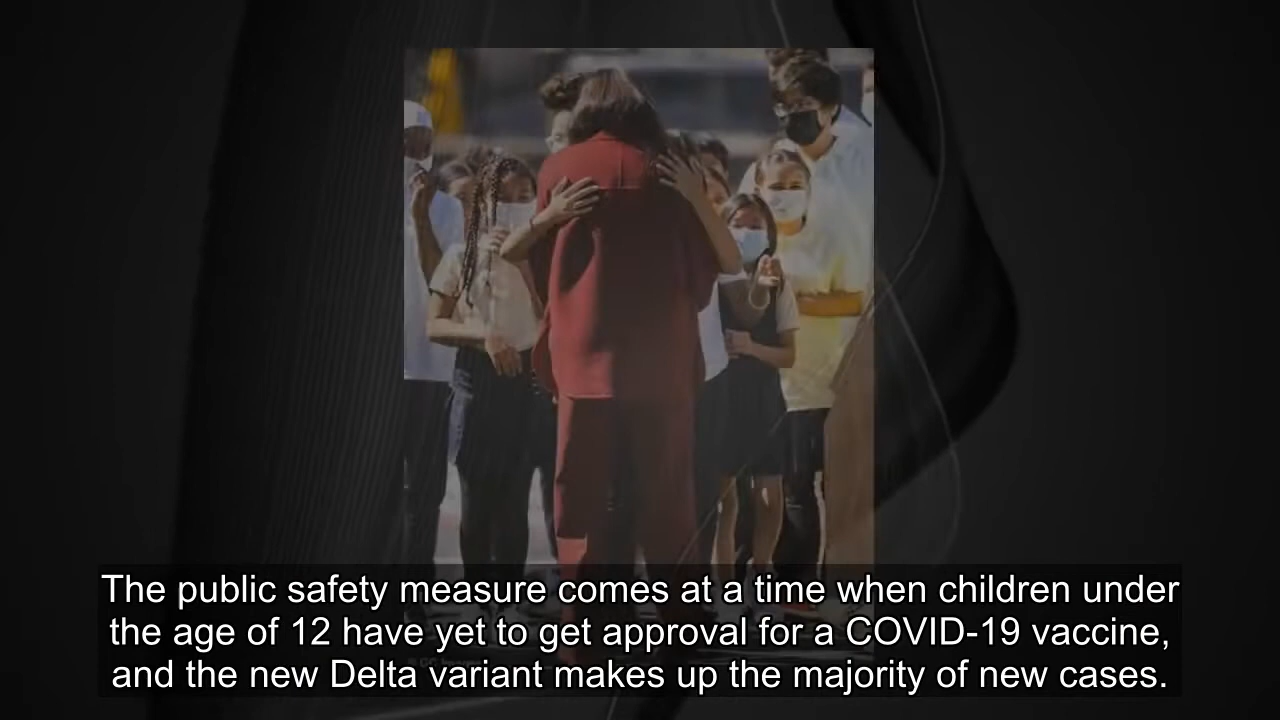 The public safety measure comes at a time when children under
the age of 12 have yet to get approval for a COVID-19 vaccine,
and the new Delta variant makes up the majority of new cases.